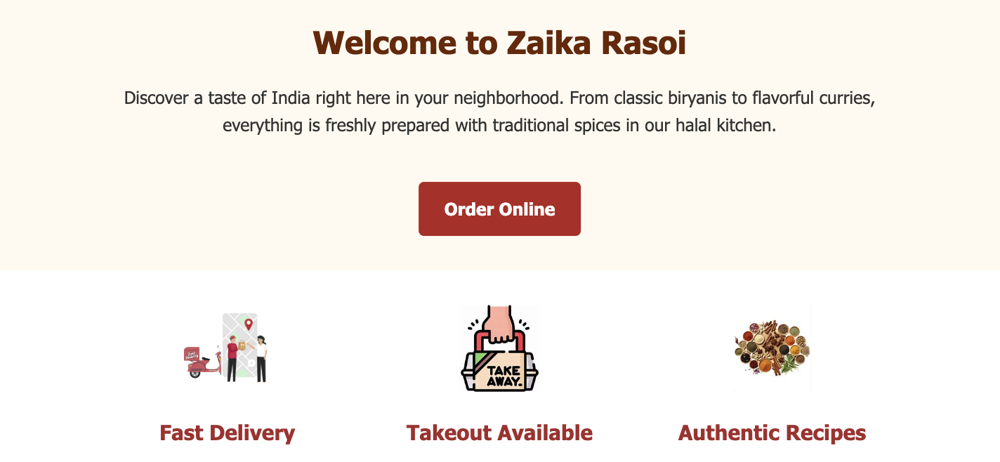 Welcome to Zaika Rasoi
Discover a taste of India right here in your neighborhood. From classic biryanis to flavorful curries,
everything is freshly prepared with traditional spices in our halal kitchen.
Order Online
Food
Delivery
TAKE
AWAY.
Fast Delivery
Takeout Available
Authentic Recipes